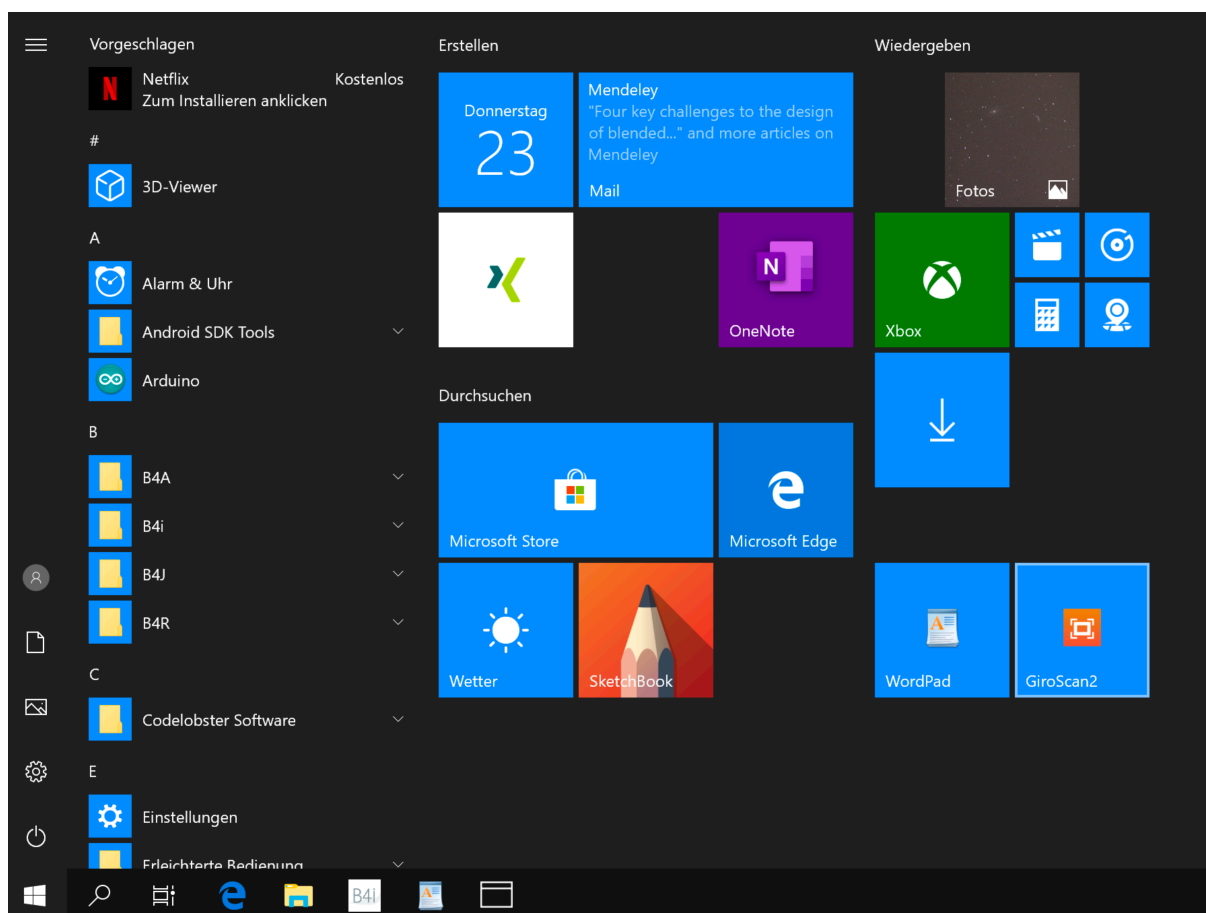 Vorgeschlagen
Netflix Kostenlos
Zum Installieren anklicken
#
3D-Viewer
A
Alarm & Uhr
Android SDK Tools
Arduino
B
B4A
B4i
B4J
B4R
C
Codelobster Software
E
Einstellungen
Erleichterte Bedienung
Erstellen
Donnerstag
23
Mendeley
"Four key challenges to the design
of blended..." and more articles on
Mendeley
Mail
N
OneNote
Durchsuchen
Microsoft Store
Microsoft Edge
Wetter
SketchBook
Wiedergeben
Fotos
Xbox
WordPad
GiroScan2
B4i